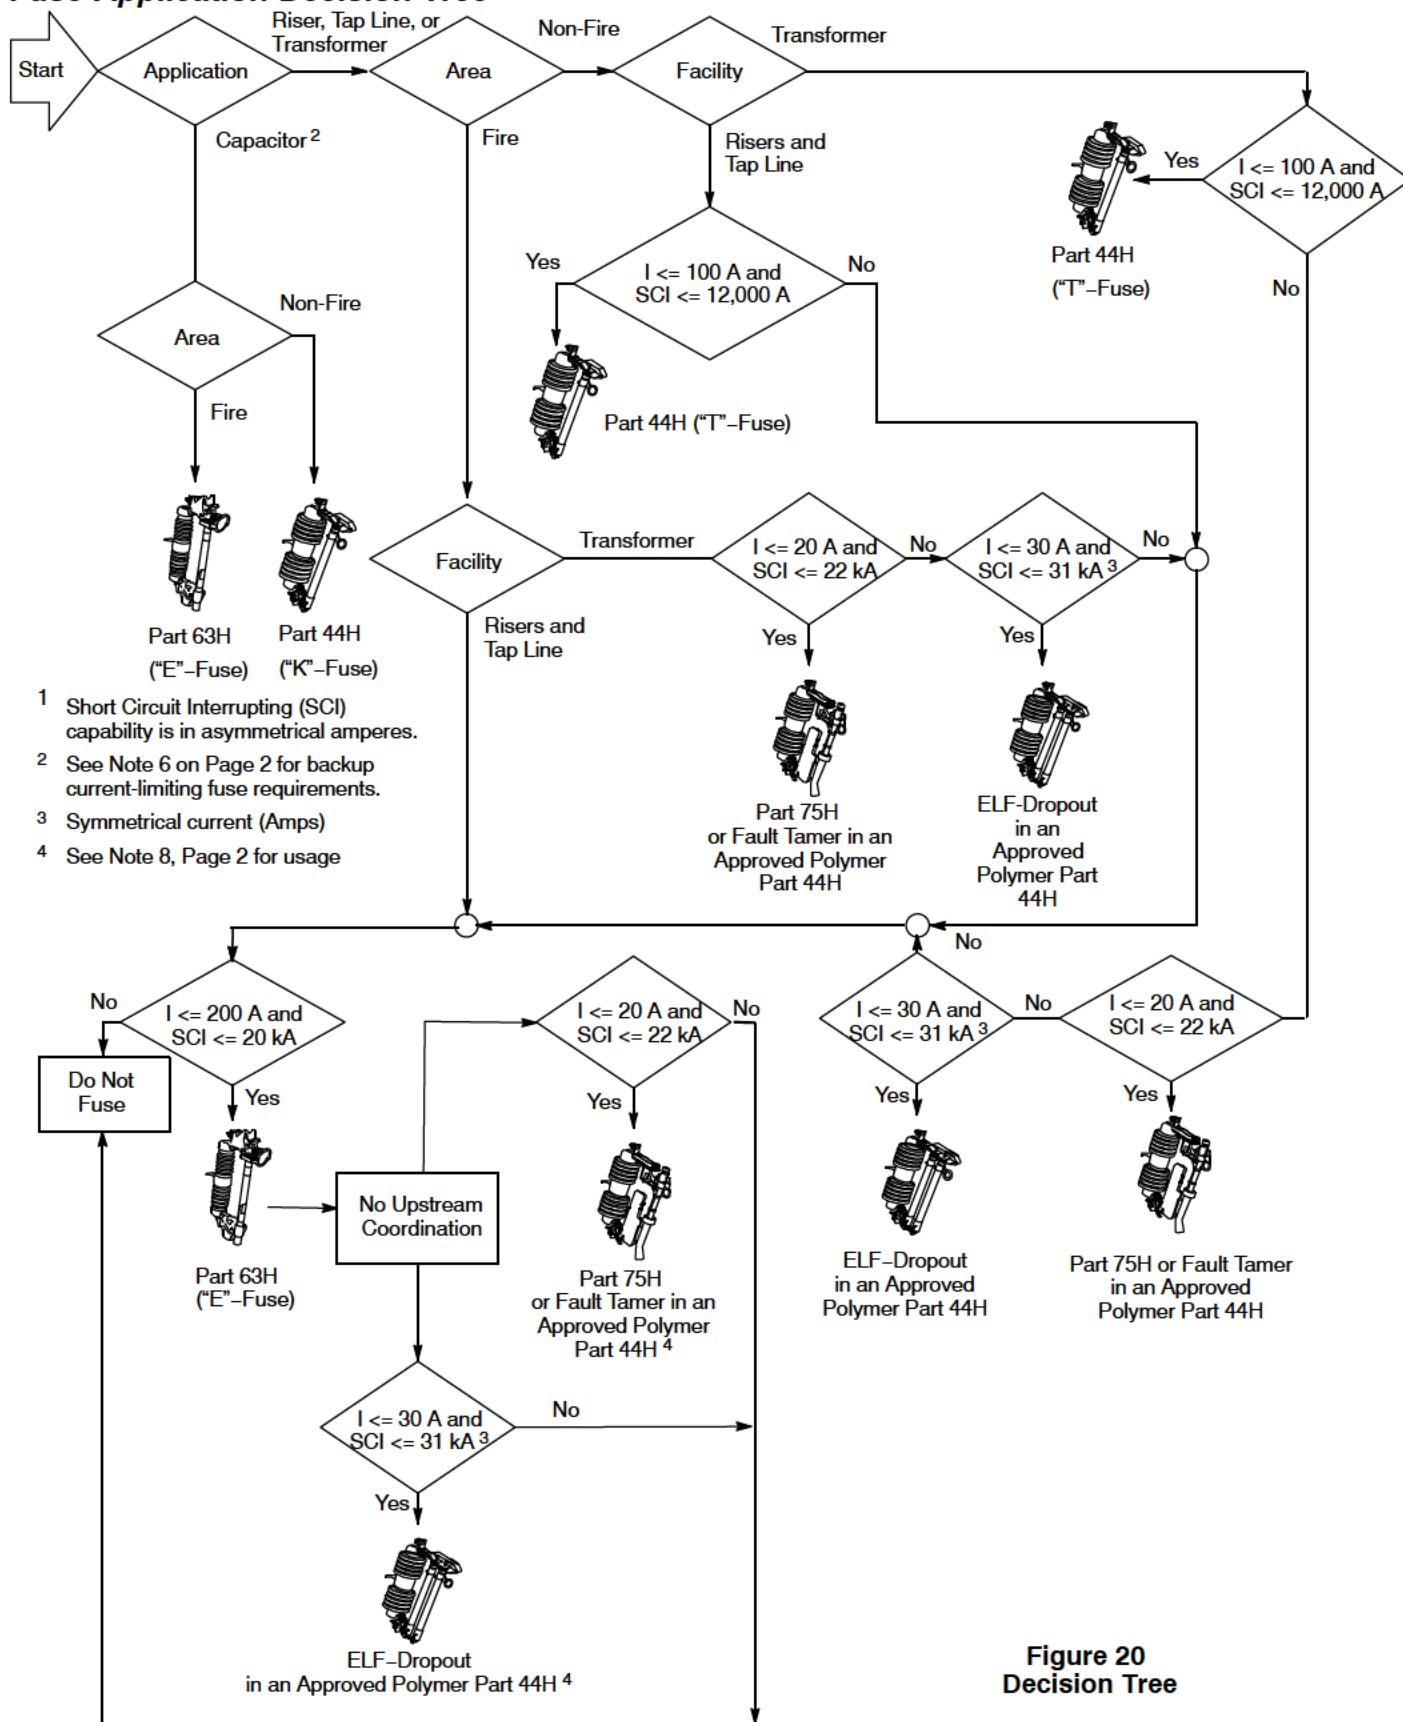 Fuse Application Decision Tree
Start
Application
Riser, Tap Line, or
Transformer
Area
Non-Fire
Facility
Transformer
Capacitor 2
Fire
Risers and
Tap Line
Yes
I <= 100 A and
SCI <= 12,000 A
Part 44H
("T"−Fuse)
No
Yes
I <= 100 A and
SCI <= 12,000 A
No
Part 44H ("T"−Fuse)
Area
Non-Fire
Fire
Part 63H
("E"−Fuse)
Part 44H
("K"−Fuse)
Facility
Transformer
I <= 20 A and
SCI <= 22 kA
No
I <= 30 A and
SCI <= 31 kA 3
No
Risers and
Tap Line
Yes
Yes
Part 75H
or Fault Tamer in an
Approved Polymer
Part 44H
ELF-Dropout
in an
Approved
Polymer Part
44H
1 Short Circuit Interrupting (SCI)
capability is in asymmetrical amperes.
2 See Note 6 on Page 2 for backup
current-limiting fuse requirements.
3 Symmetrical current (Amps)
4 See Note 8, Page 2 for usage
No
I <= 200 A and
SCI <= 20 kA
Do Not
Fuse
Yes
Part 63H
("E"−Fuse)
No Upstream
Coordination
I <= 20 A and
SCI <= 22 kA
No
Yes
Part 75H
or Fault Tamer in an
Approved Polymer
Part 44H 4
No
I <= 30 A and
SCI <= 31 kA 3
No
I <= 20 A and
SCI <= 22 kA
Yes
Yes
ELF−Dropout
in an Approved
Polymer Part 44H
Part 75H or Fault Tamer
in an Approved
Polymer Part 44H
I <= 30 A and
SCI <= 31 kA 3
No
Yes
ELF−Dropout
in an Approved Polymer Part 44H 4
Figure 20
Decision Tree